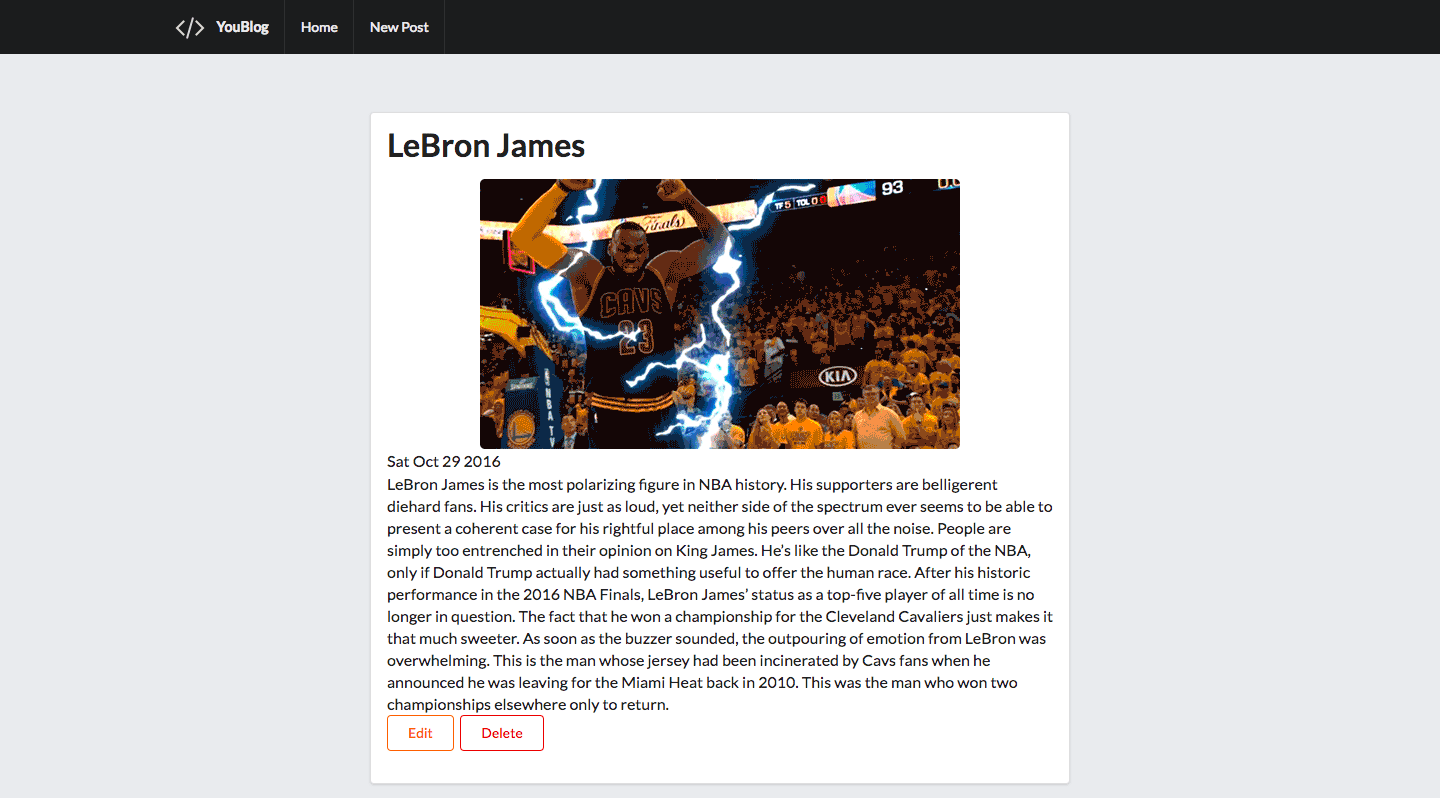 </> YouBlog Home New Post
LeBron James
93
0.0
TF 5 TOL 0 0
Finals
CAVS
23
KIA
SPALDING
NBA TV
Sat Oct 29 2016
LeBron James is the most polarizing figure in NBA history. His supporters are belligerent
diehard fans. His critics are just as loud, yet neither side of the spectrum ever seems to be able to
present a coherent case for his rightful place among his peers over all the noise. People are
simply too entrenched in their opinion on King James. He’s like the Donald Trump of the NBA,
only if Donald Trump actually had something useful to offer the human race. After his historic
performance in the 2016 NBA Finals, LeBron James’ status as a top-five player of all time is no
longer in question. The fact that he won a championship for the Cleveland Cavaliers just makes it
that much sweeter. As soon as the buzzer sounded, the outpouring of emotion from LeBron was
overwhelming. This is the man whose jersey had been incinerated by Cavs fans when he
announced he was leaving for the Miami Heat back in 2010. This was the man who won two
championships elsewhere only to return.
Edit Delete